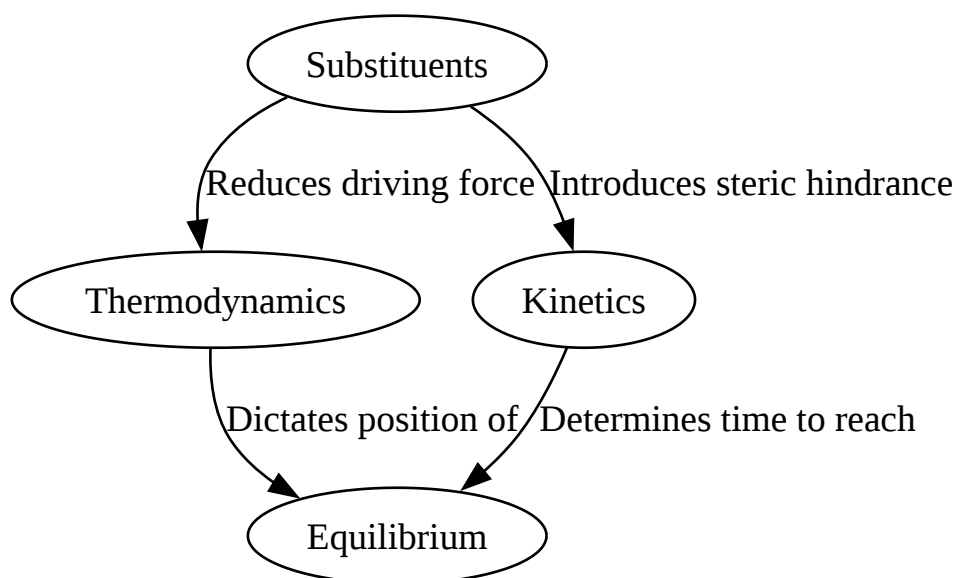 Substituents
Reduces driving force
Introduces steric hindrance
Thermodynamics
Kinetics
Dictates position of
Determines time to reach
Equilibrium